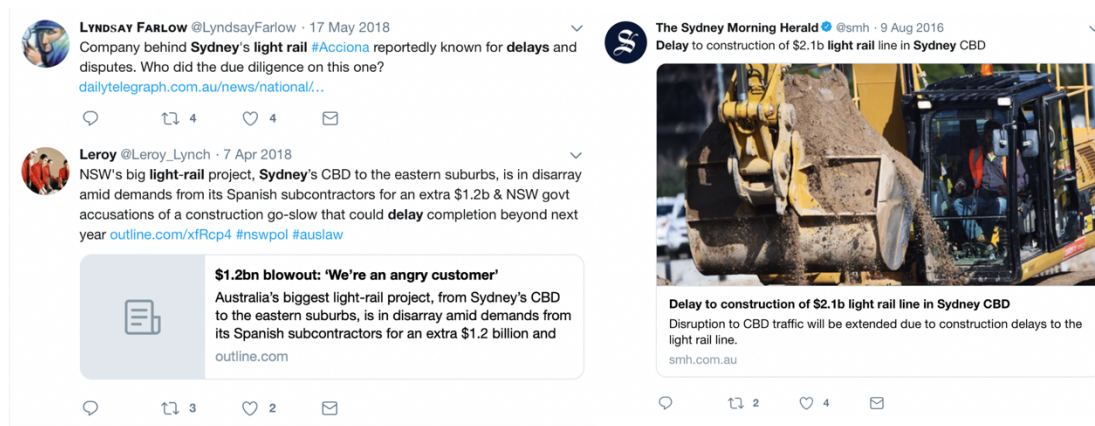 Lyndsay Farlow @LyndsayFarlow · 17 May 2018
Company behind Sydney's light rail #Acciona reportedly known for delays and
disputes. Who did the due diligence on this one?
dailytelegraph.com.au/news/national/…
4 4
Leroy @Leroy_Lynch · 7 Apr 2018
NSW's big light-rail project, Sydney's CBD to the eastern suburbs, is in disarray
amid demands from its Spanish subcontractors for an extra $1.2b & NSW govt
accusations of a construction go-slow that could delay completion beyond next
year outline.com/xfRcp4 #nswpol #auslaw
$1.2bn blowout: ‘We’re an angry customer’
Australia’s biggest light-rail project, from Sydney’s CBD
to the eastern suburbs, is in disarray amid demands from
its Spanish subcontractors for an extra $1.2 billion and
outline.com
3 2
The Sydney Morning Herald @smh · 9 Aug 2016
Delay to construction of $2.1b light rail line in Sydney CBD
Delay to construction of $2.1b light rail line in Sydney CBD
Disruption to CBD traffic will be extended due to construction delays to the
light rail line.
smh.com.au
2 4